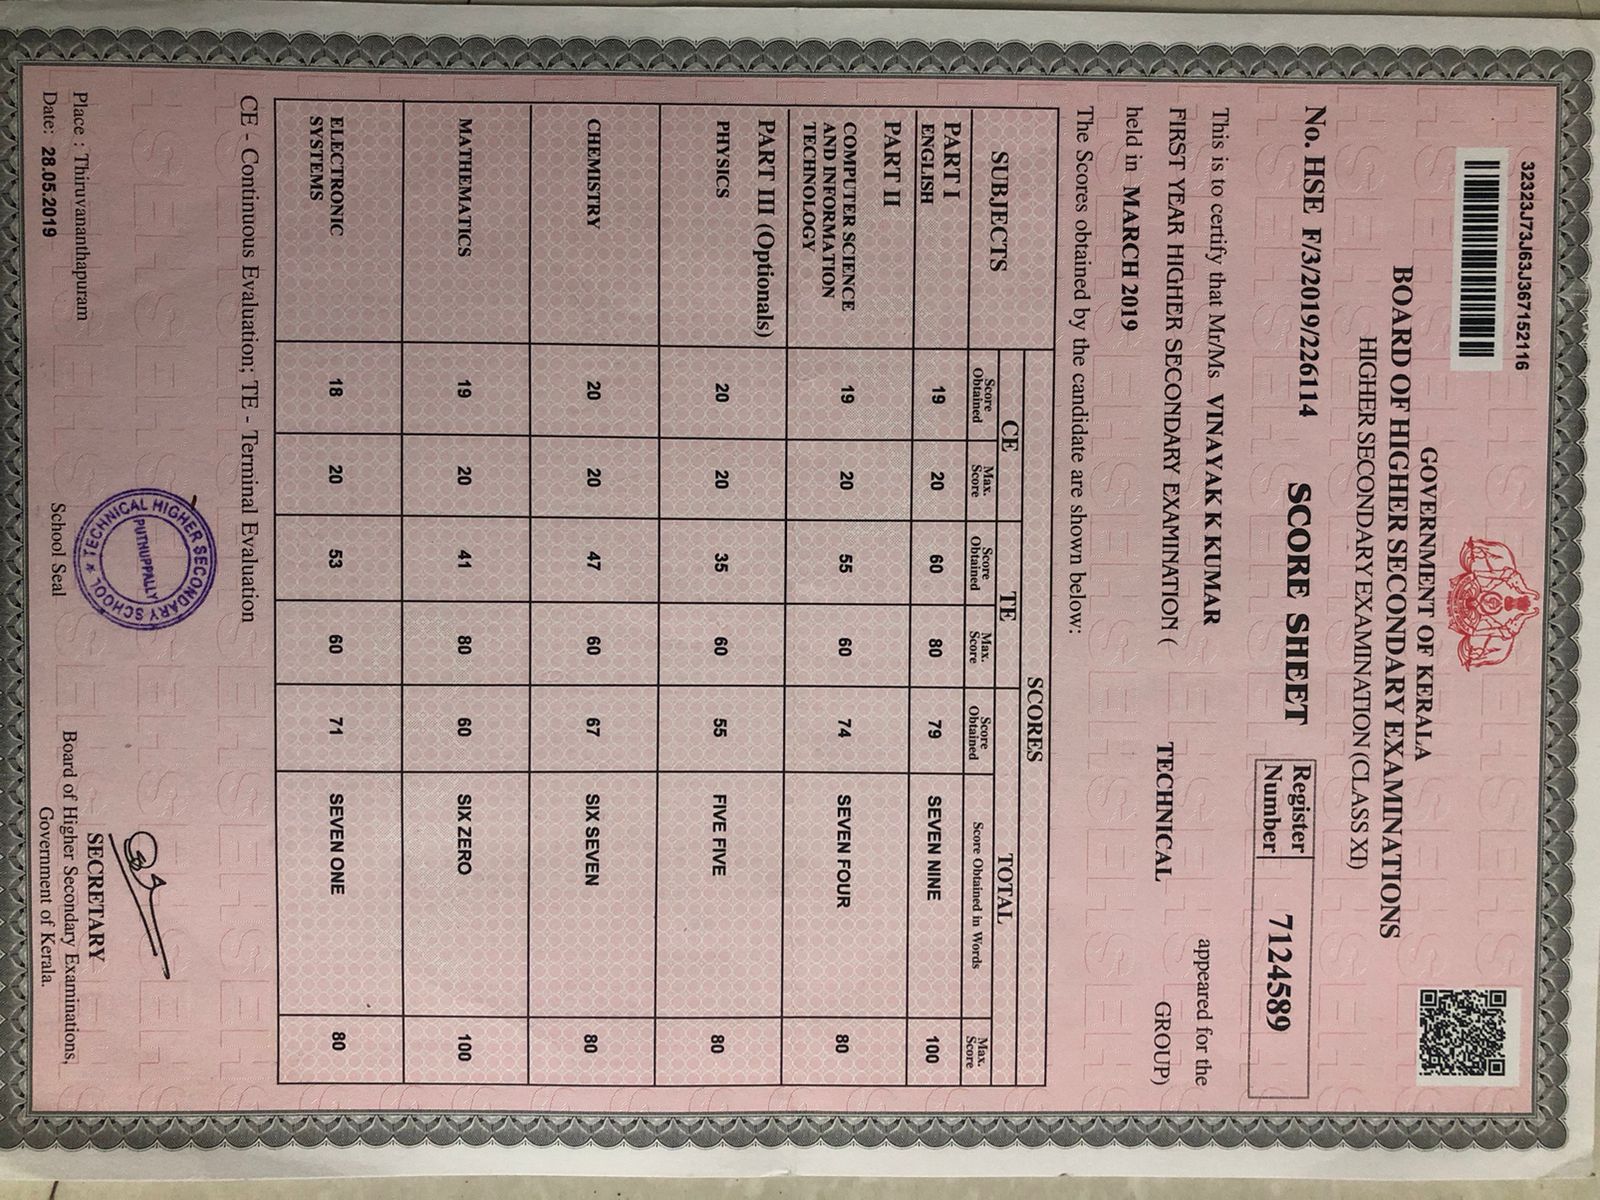 32323J73J63J367152116
GOVERNMENT OF KERALA
BOARD OF HIGHER SECONDARY EXAMINATIONS
HIGHER SECONDARY EXAMINATION (CLASS XI)
No. HSE F/3/2019/226114
SCORE SHEET
Register Number 7124589
This is to certify that Mr/Ms VINAYAK K KUMAR appeared for the
FIRST YEAR HIGHER SECONDARY EXAMINATION ( TECHNICAL GROUP)
held in MARCH 2019
The Scores obtained by the candidate are shown below:
SUBJECTS SCORES
CE TE TOTAL
Score Obtained Max. Score Score Obtained Max. Score Score Obtained Score Obtained in Words Max. Score
PART I
ENGLISH 19 20 60 80 79 SEVEN NINE 100
PART II
COMPUTER SCIENCE
AND INFORMATION
TECHNOLOGY 19 20 55 60 74 SEVEN FOUR 80
PART III (Optionals)
PHYSICS 20 20 35 60 55 FIVE FIVE 80
CHEMISTRY 20 20 47 60 67 SIX SEVEN 80
MATHEMATICS 19 20 41 80 60 SIX ZERO 100
ELECTRONIC
SYSTEMS 18 20 53 60 71 SEVEN ONE 80
CE - Continuous Evaluation; TE - Terminal Evaluation
TECHNICAL HIGHER SECONDARY SCHOOL
PUTHUPPALLY
School Seal
Place : Thiruvananthapuram
Date: 28.05.2019
SECRETARY
Board of Higher Secondary Examinations,
Government of Kerala.